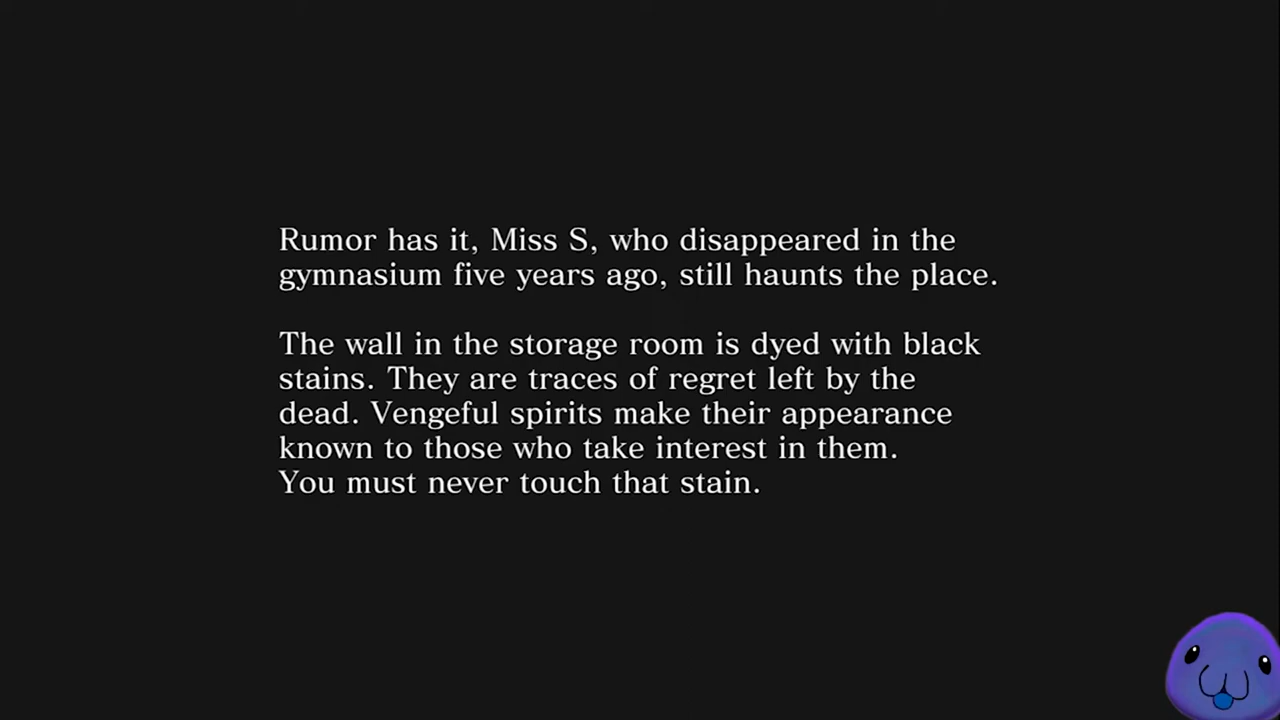 Rumor has it, Miss S, who disappeared in the
gymnasium five years ago, still haunts the place.
The wall in the storage room is dyed with black
stains. They are traces of regret left by the
dead. Vengeful spirits make their appearance
known to those who take interest in them.
You must never touch that stain.